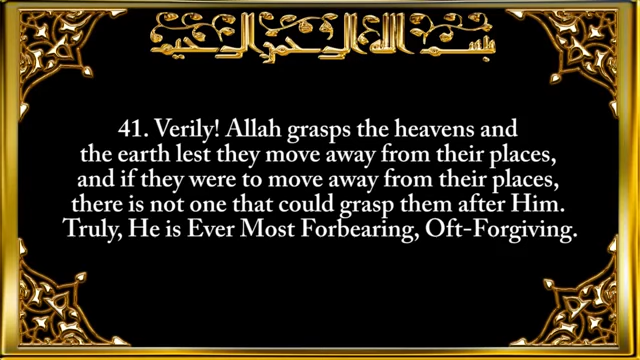 بسم الله الرحمن الرحيم
41. Verily! Allah grasps the heavens and
the earth lest they move away from their places,
and if they were to move away from their places,
there is not one that could grasp them after Him.
Truly, He is Ever Most Forbearing, Oft-Forgiving.